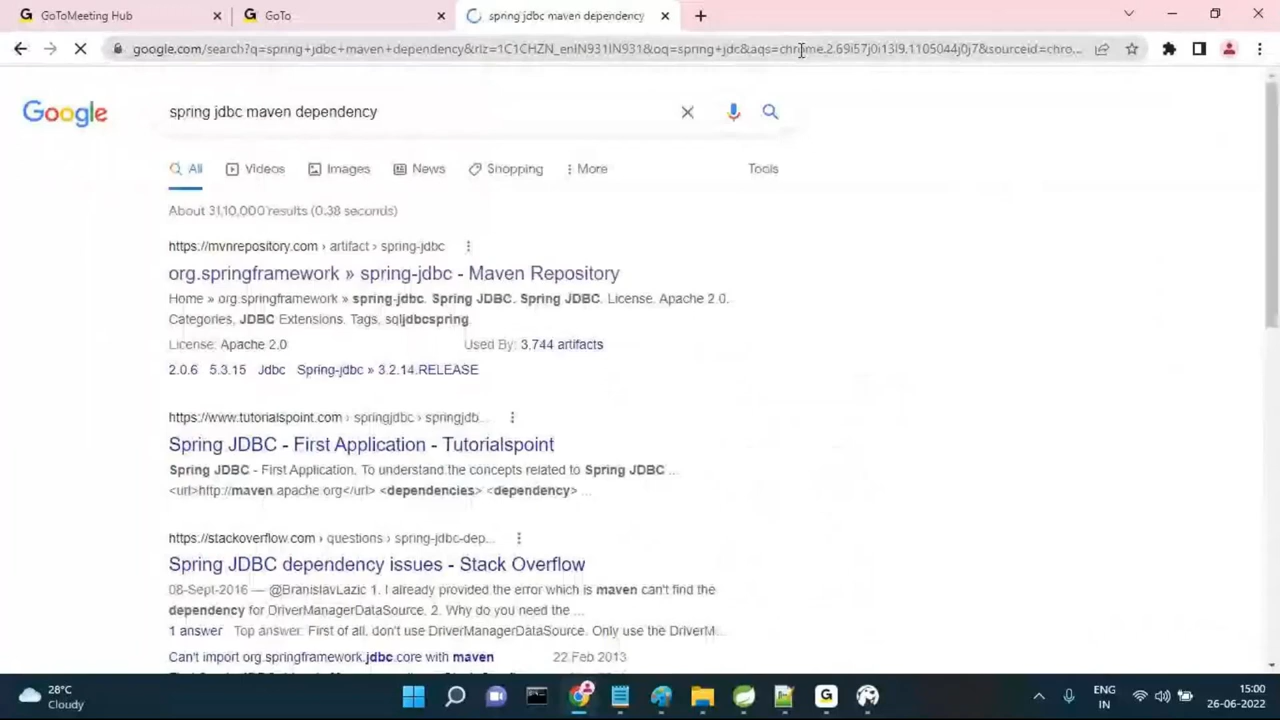 GoToMeeting Hub
GoTo
spring jdbc maven dependency
google.com/search?q=spring+jdbc+maven+dependency&rlz=1C1CHZN_enIN931IN931&oq=spring+jdc&aqs=chrome.2.69i57j0i13l9.1105044j0j7&sourceid=chro...
Google
spring jdbc maven dependency
All
Videos
Images
News
Shopping
More
Tools
About 31,10,000 results (0.38 seconds)
https://mvnrepository.com › artifact › spring-jdbc
org.springframework » spring-jdbc - Maven Repository
Home » org.springframework » spring-jdbc. Spring JDBC. Spring JDBC. License. Apache 2.0.
Categories, JDBC Extensions. Tags, sqljdbcspring.
License: Apache 2.0
Used By: 3,744 artifacts
2.0.6 5.3.15 Jdbc Spring-jdbc » 3.2.14.RELEASE
https://www.tutorialspoint.com › springjdbc › springjdb...
Spring JDBC - First Application - Tutorialspoint
Spring JDBC - First Application, To understand the concepts related to Spring JDBC ...
<url>http://maven.apache.org</url> <dependencies> <dependency> ...
https://stackoverflow.com › questions › spring-jdbc-dep...
Spring JDBC dependency issues - Stack Overflow
08-Sept-2016 — @BranislavLazic 1. I already provided the error which is maven can't find the
dependency for DriverManagerDataSource. 2. Why do you need the ...
1 answer Top answer: First of all, don't use DriverManagerDataSource. Only use the DriverM...
Can't import org.springframework.jdbc.core with maven 22 Feb 2013
28°C
Cloudy
ENG
IN
15:00
26-06-2022